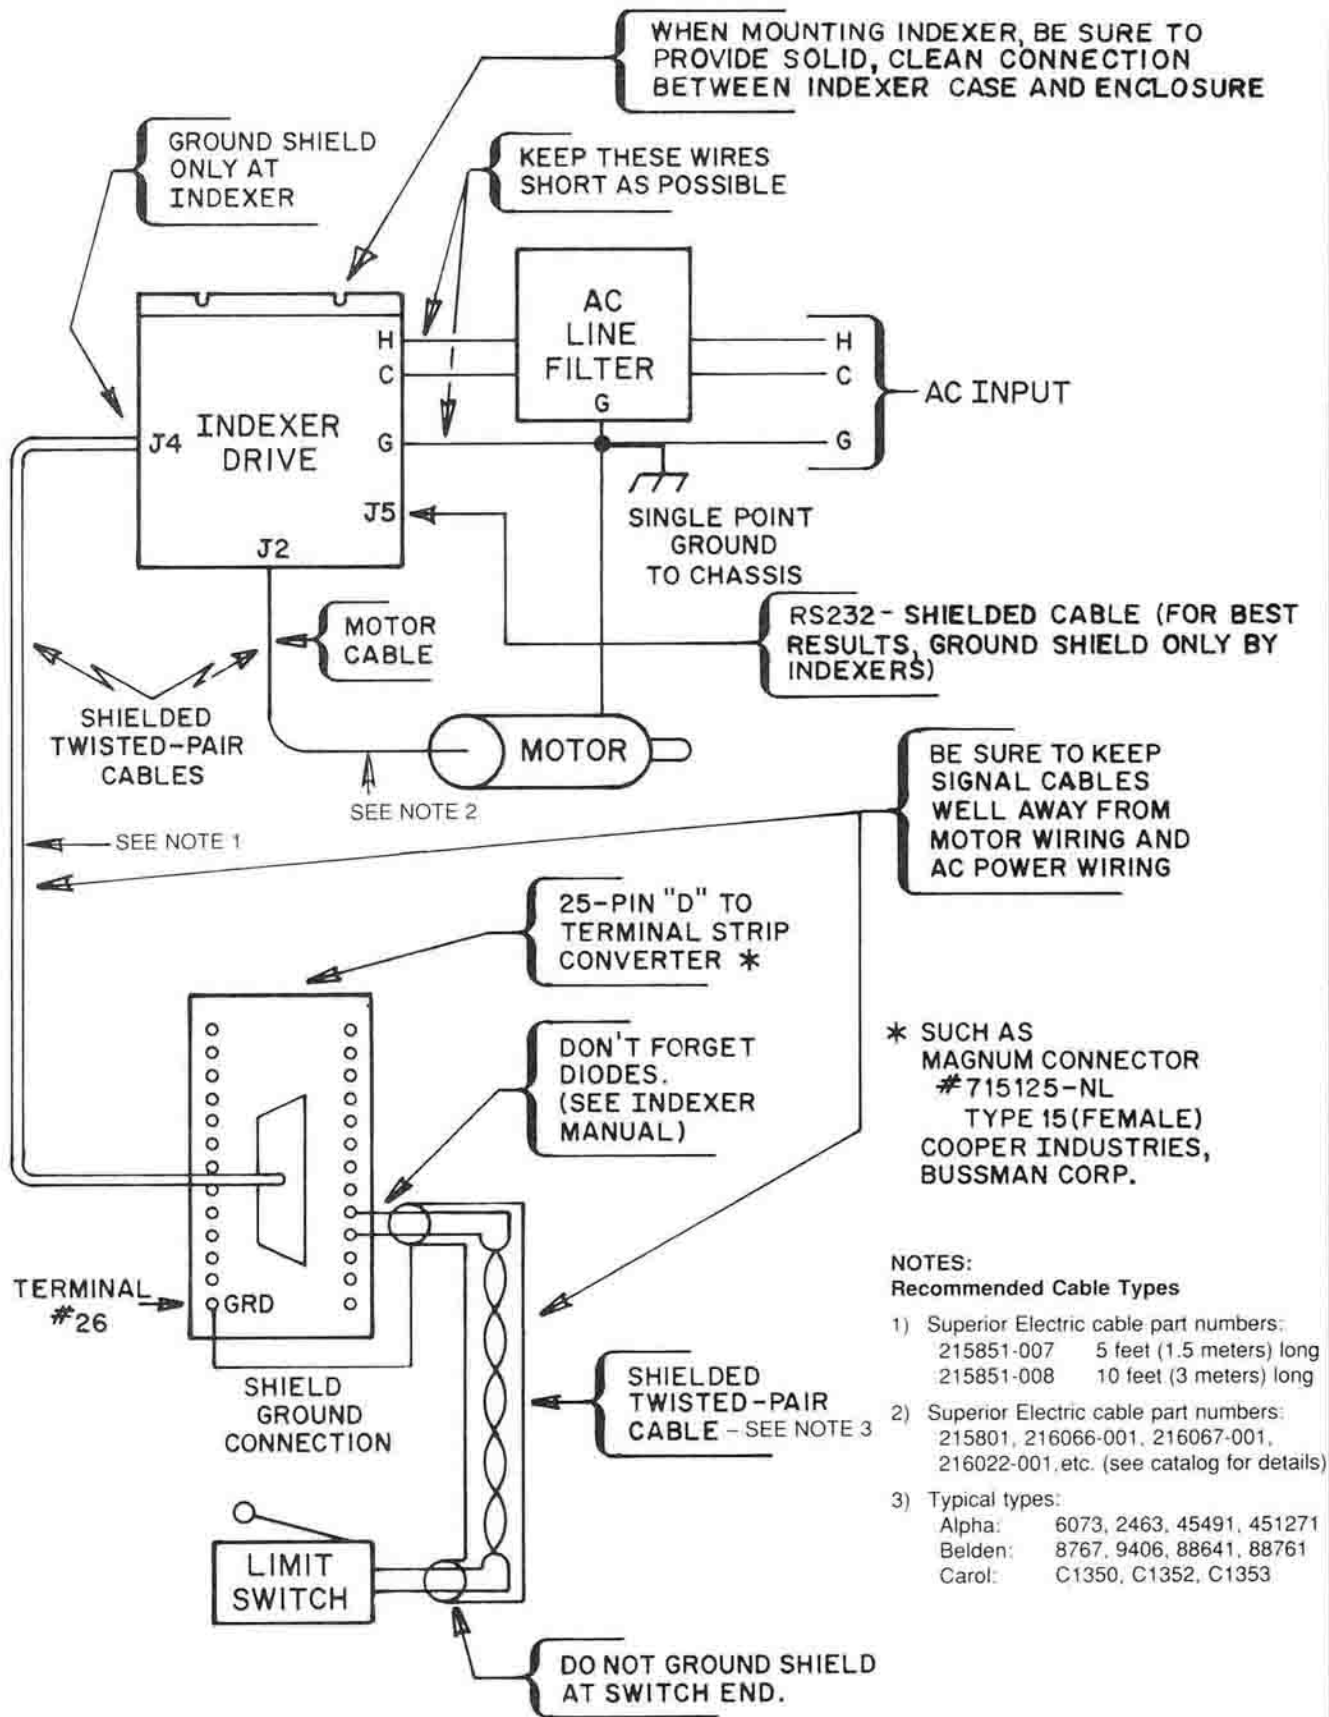 WHEN MOUNTING INDEXER, BE SURE TO
PROVIDE SOLID, CLEAN CONNECTION
BETWEEN INDEXER CASE AND ENCLOSURE
GROUND SHIELD
ONLY AT
INDEXER
KEEP THESE WIRES
SHORT AS POSSIBLE
AC
LINE
FILTER
G
H
C
G
H
C
G
AC INPUT
J4
INDEXER
DRIVE
J5
J2
SINGLE POINT
GROUND
TO CHASSIS
MOTOR
CABLE
RS232- SHIELDED CABLE (FOR BEST
RESULTS, GROUND SHIELD ONLY BY
INDEXERS)
SHIELDED
TWISTED-PAIR
CABLES
MOTOR
SEE NOTE 2
SEE NOTE 1
BE SURE TO KEEP
SIGNAL CABLES
WELL AWAY FROM
MOTOR WIRING AND
AC POWER WIRING
25-PIN "D" TO
TERMINAL STRIP
CONVERTER *
DON'T FORGET
DIODES.
(SEE INDEXER
MANUAL)
* SUCH AS
MAGNUM CONNECTOR
#715125-NL
TYPE 15 (FEMALE)
COOPER INDUSTRIES,
BUSSMAN CORP.
TERMINAL
#26
GRD
SHIELD
GROUND
CONNECTION
SHIELDED
TWISTED-PAIR
CABLE - SEE NOTE 3
LIMIT
SWITCH
DO NOT GROUND SHIELD
AT SWITCH END.
NOTES:
Recommended Cable Types
1) Superior Electric cable part numbers:
215851-007 5 feet (1.5 meters) long
215851-008 10 feet (3 meters) long
2) Superior Electric cable part numbers:
215801, 216066-001, 216067-001,
216022-001, etc. (see catalog for details)
3) Typical types:
Alpha: 6073, 2463, 45491, 451271
Belden: 8767, 9406, 88641, 88761
Carol: C1350, C1352, C1353